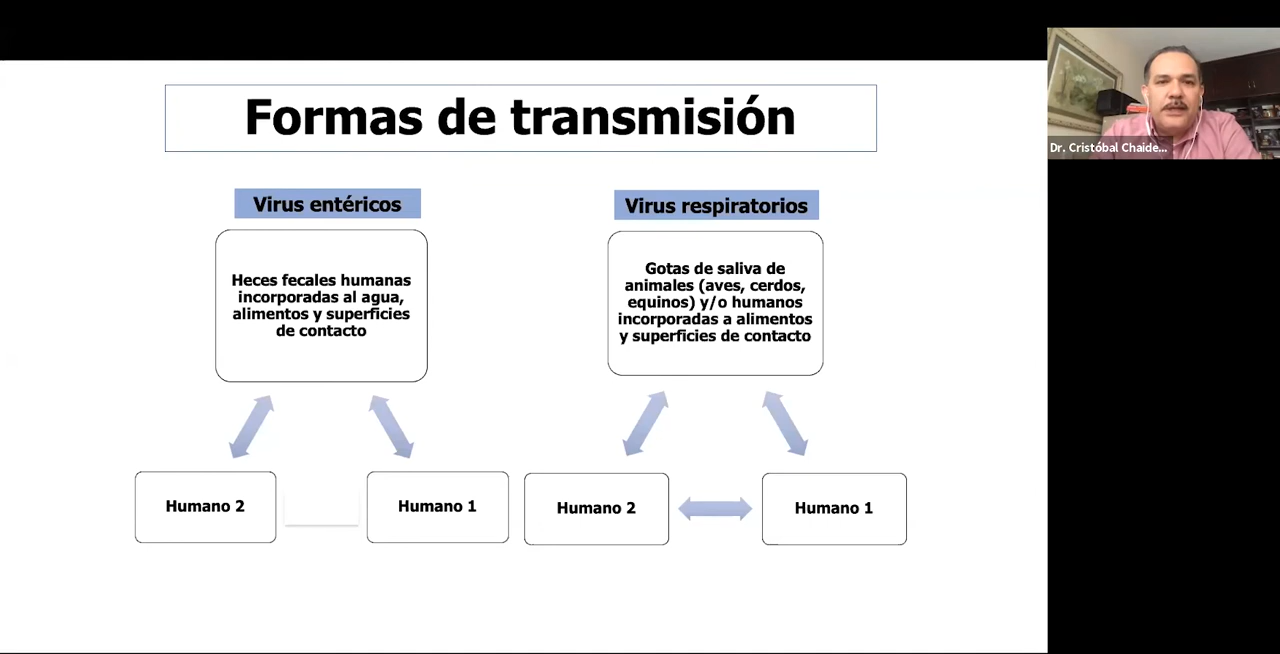 Formas de transmisión
Dr. Cristóbal Chaide...
Virus entéricos
Heces fecales humanas
incorporadas al agua,
alimentos y superficies
de contacto
Humano 2
Humano 1
Virus respiratorios
Gotas de saliva de
animales (aves, cerdos,
equinos) y/o humanos
incorporadas a alimentos
y superficies de contacto
Humano 2
Humano 1